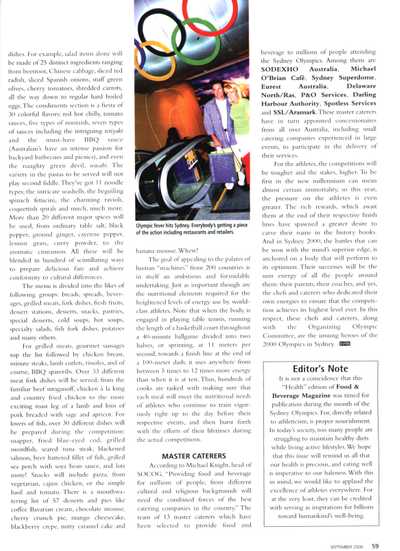 dishes. For example, salad items alone will
be made of 25 distinct ingredients ranging
from beetroot, Chinese cabbage, sliced red
radish, sliced Spanish onions, stuff green
olives, cherry tomatoes, shredded carrots,
all the way down to regular hard boiled
eggs. The condiments section is a fiesta of
30 colorful flavors: red hot chilly, tomato
sauces, five types of mustards, seven types
of sauces including the intriguing teriyaki
and the must-have BBQ sauce
(Australia's have an intense passion for
backyard barbecues and picnics), and even
the naughty green devil, wasabi. The
variety in the pastas to be served will not
play second fiddle. They've got 11 noodle
types; the intricate seashells, the beguiling
spinach fettucine, the charming ravioli,
coquettish spirals and much, much more.
More than 20 different major spices will
be used, from ordinary table salt, black
pepper, ground ginger, cayenne pepper,
lemon grass, curry powder, to the
aromatic cinnamon. All these will be
blended in hundred of scintillating ways
to prepare delicious fare and achieve
conformity to cultural differences.
The menu is divided into the likes of
following groups: breads, spreads, bever-
ages, grilled meats, fork dishes, fresh fruits,
dessert stations, desserts, snacks, pastries,
special desserts, cold soups, hot soups,
specialty salads, fish fork dishes, potatoes
and many others.
For grilled meats, gourmet sausages
top the list followed by chicken breast,
minute steaks, lamb cutlets, rissoles, and of
course, BBQ spareribs. Over 33 different
meat fork dishes will be served: from the
familiar beef stroganoff, chicken à la king
and country fried chicken to the more
exciting roast leg of a lamb and loin of
pork braided with sage and apricot. For
lovers of fish, over 30 different dishes will
be prepared during the competition:
snapper, fried blue-eyed cod, grilled
swordfish, seared tuna steak, blackened
salmon, beer battered fillet of fish, grilled
sea perch with soya bean sauce, and lots
more! Snacks will include pizza from
vegetarian, cajun chicken, or the simple
basil and tomato. There is a mouthwa-
tering list of 57 desserts and pies like
coffee Bavarian cream, chocolate mousse,
cherry crunch pie, mango cheesecake,
blackberry crepe, nutty caramel cake and
Olympic fever hits Sydney. Everybody's getting a piece
of the action including restaurants and retailers.
banana mousse. Whew!
The goal of appealing to the palates of
human "machines" from 200 countries is
in itself an ambitious and formidable
undertaking. Just as important though are
the nutritional elements required for the
heightened levels of energy use by world-
class athletes. Note that when the body is
engaged in playing table tennis, running
the length of a basketball court throughout
a 40-minute ballgame divided into two
halves, or sprinting, at 11 meters per
second, towards a finish line at the end of
a 100-meter dash, it uses anywhere from
between 5 times to 12 times more energy
than when it is at rest. Thus, hundreds of
cooks are tasked with making sure that
each meal will meet the nutritional needs
of athletes who continue to train vigor-
ously right up to the day before their
respective events, and then burst forth
with the efforts of their lifetimes during
the actual competitions.
MASTER CATERERS
According to Michael Knight, head of
SOCOG, "Providing food and beverage
for millions of people, from different
cultural and religious backgrounds will
need the combined forces of the best
catering companies in the country." The
team of 13 master caterers which have
been selected to provide food and
beverage to millions of people attending
the Sydney Olympics. Among them are
SODEXHO Australia, Michael
O'Brian Café, Sydney Superdome,
Eurest Australia, Delaware
North/Ras, P&O Services, Darling
Harbour Authority, Spotless Services
and SSL/Aramark. These master caterers
have in turn appointed concessionaires
from all over Australia, including small
catering companies experienced in large
events, to participate in the delivery of
their services.
For the athletes, the competitions will
be tougher and the stakes, higher. To be
first in the new millennium can mean
almost certain immortality, so this year,
the pressure on the athletes is even
greater. The rich rewards, which await
them at the end of their respective finish
lines have spawned a greater desire to
carve their name in the history books.
And in Sydney 2000, the battles that can
be won with the mind's superior edge, is
anchored on a body that will perform to
its optimum. Their successes will be the
sum energy of all the people around
them: their parents, their coaches, and yes,
the chefs and caterers who dedicated their
own energies to ensure that the competi-
tion achieves its highest level ever. In this
respect, these chefs and caterers, along
with the Organizing Olympic
Committee, are the unsung heroes of the
2000 Olympics in Sydney.
Editor's Note
It is not a coincidence that this
"Health" edition of Food &
Beverage Magazine was timed for
publication during the month of the
Sydney Olympics. For, directly related
to athleticism, is proper nourishment.
In today's society, too many people are
struggling to maintain healthy diets
while living active lifestyles. We hope
that this issue will remind us all that
our health is precious, and eating well
is imperative to our haleness. With this
in mind, we would like to applaud the
excellence of athletes everywhere. For
at the very least, they can be credited
with serving as inspirations for billions
toward humankind's well-being.
SEPTEMBER 2000 59